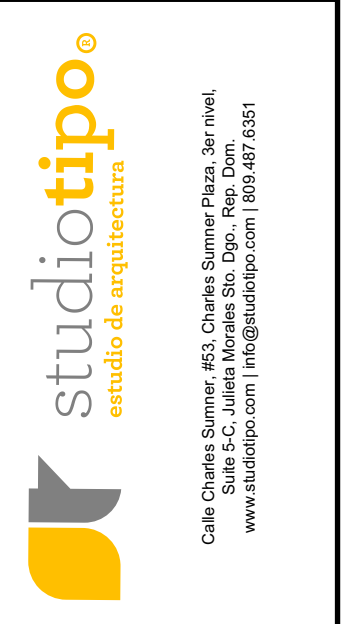 studiotipo®
estudio de arquitectura
Calle Charles Sumner, #53, Charles Sumner Plaza, 3er nivel,
Suite 5-C, Julieta Morales Sto. Dgo., Rep. Dom.
www.studiotipo.com | info@studiotipo.com | 809.487.6351